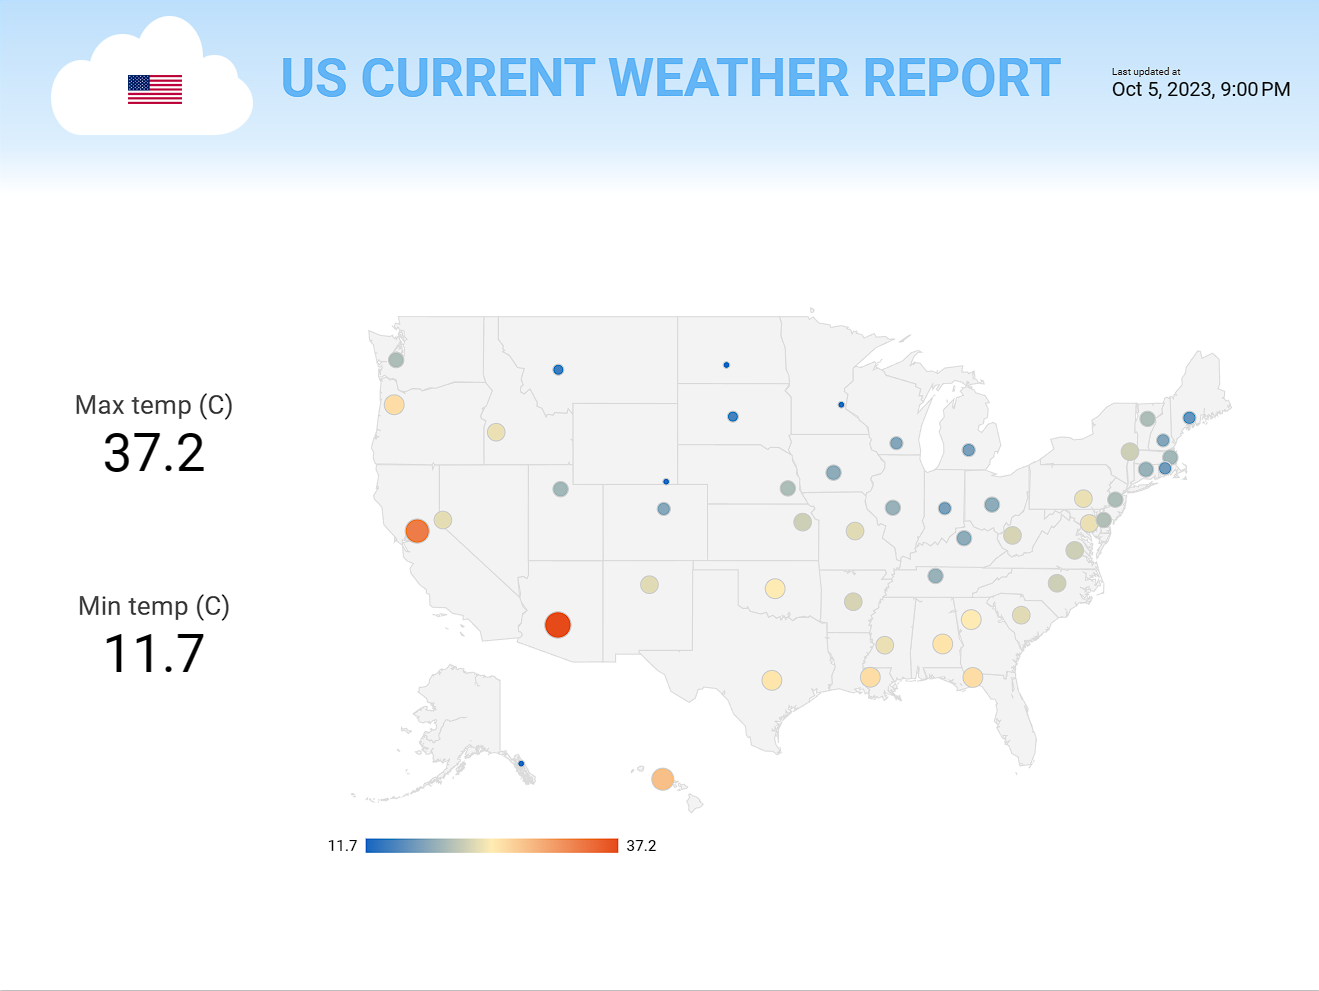 US CURRENT WEATHER REPORT
Last updated at
Oct 5, 2023, 9:00 PM
Max temp (C)
37.2
Min temp (C)
11.7
11.7
37.2